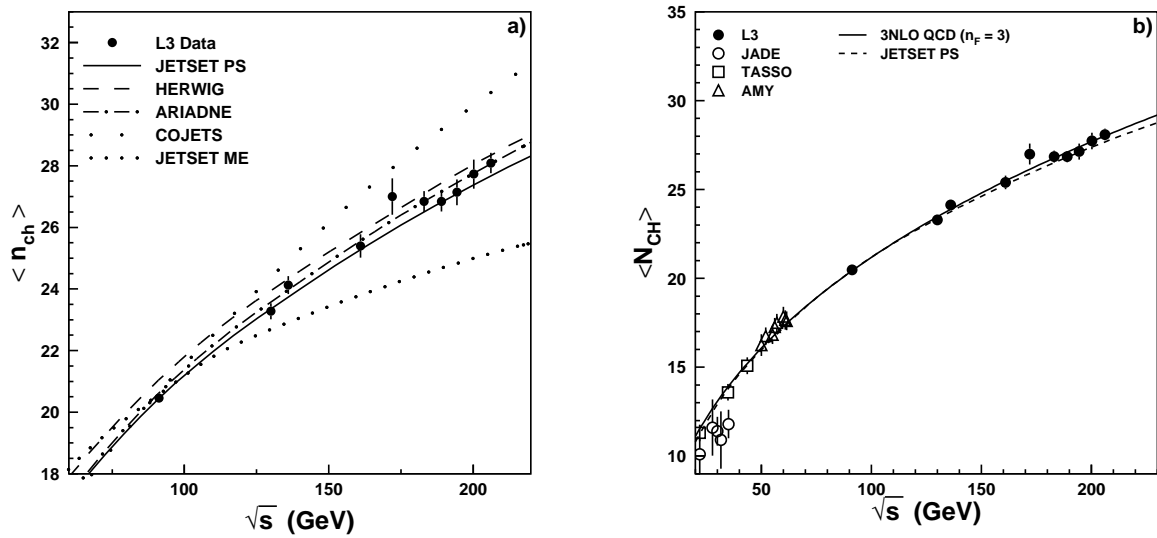 a)
L3 Data
JETSET PS
HERWIG
ARIADNE
COJETS
JETSET ME
32
30
28
26
24
22
20
18
100 150 200
< n_ch >
√s (GeV)
b)
L3
JADE
TASSO
AMY
3NLO QCD (n_F = 3)
JETSET PS
35
30
25
20
15
10
50 100 150 200
<N_CH>
√s (GeV)